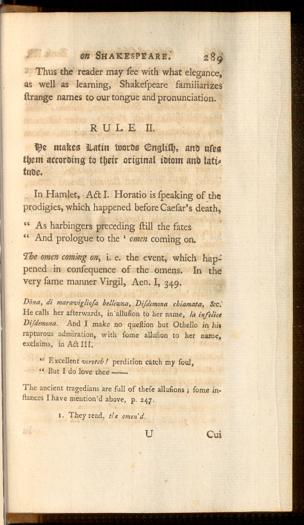 on SHAKESPEARE. 289
Thus the reader may ſee with what elegance,
as well as learning, Shakeſpeare familiarizes
ſtrange names to our tongue and pronunciation.
RULE II.
He makes Latin words Engliſh, and uſes
them according to their original idiom and lati-
tude.
In Hamlet, Act I. Horatio is ſpeaking of the
prodigies, which happened before Caeſar's death,
“ As harbingers preceding ſtill the fates
“ And prologue to the ¹ omen coming on.
The omen coming on, i. e. the event, which hap-
pened in conſequence of the omens. In the
very ſame manner Virgil, Aen. I, 349.
Dōna, di maraviglioſa bellezza, Diſdemona chiamata, &c.
He calls her afterwards, in alluſion to her name, la infelice
Diſdemona. And I make no queſtion but Othello in his
rapturous admiration, with ſome alluſion to her name,
exclaims, in Act III.
“ Excellent wretch! perdition catch my ſoul,
“ But I do love thee ——
The ancient tragedians are full of theſe alluſions; ſome in-
ſtances I have mention'd above, p. 247.
1. They read, the omen'd.
U Cui